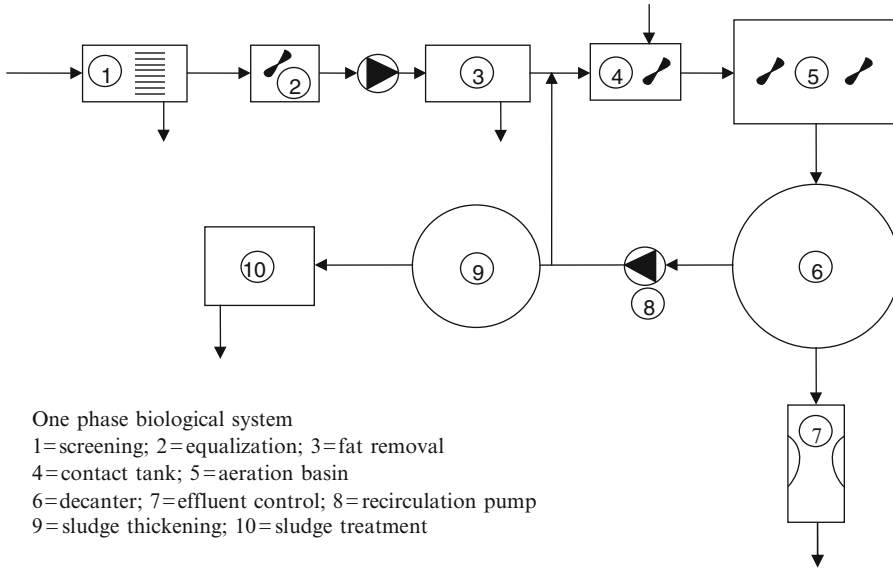 1
2
3
4
5
10
9
8
6
7
One phase biological system
1=screening; 2=equalization; 3=fat removal
4=contact tank; 5=aeration basin
6=decanter; 7=effluent control; 8=recirculation pump
9=sludge thickening; 10=sludge treatment